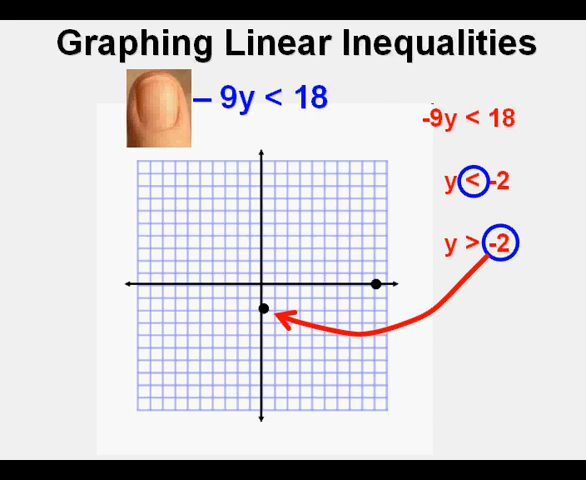 Graphing Linear Inequalities
– 9y < 18
-9y < 18
y < -2
y > -2